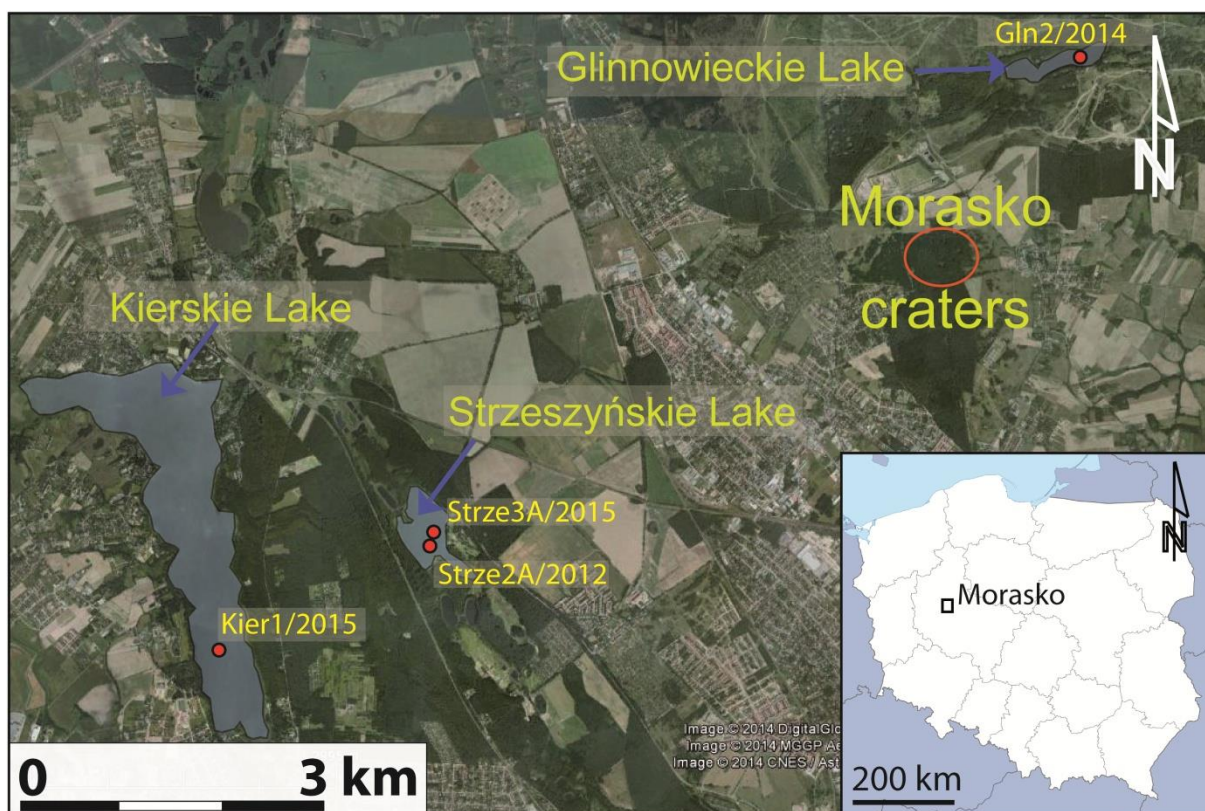 Gln2/2014
Glinnowieckie Lake
N
Morasko
craters
Kierskie Lake
Strzeszyńskie Lake
Strze3A/2015
Strze2A/2012
Kier1/2015
N
Morasko
200 km
Image © 2014 DigitalGlo
Image © 2014 MGGP Ae
Image © 2014 CNES / Ast
0 3 km